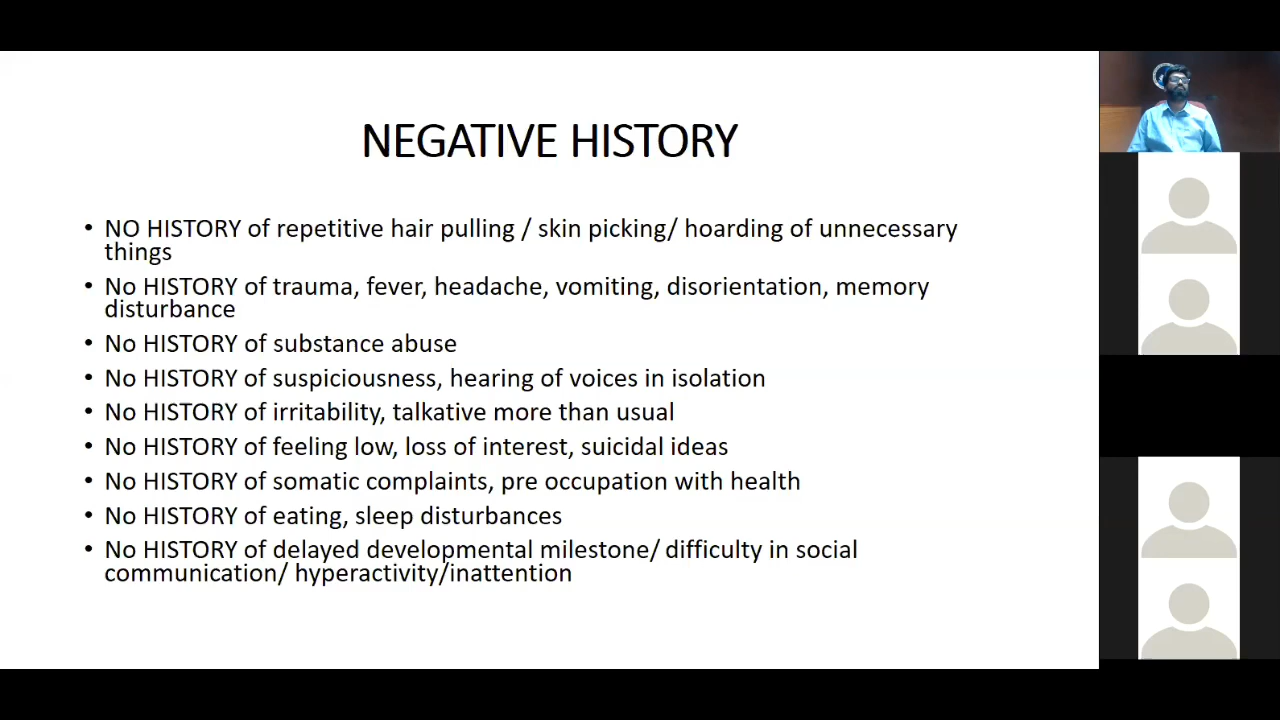 NEGATIVE HISTORY
• NO HISTORY of repetitive hair pulling / skin picking/ hoarding of unnecessary
things
• No HISTORY of trauma, fever, headache, vomiting, disorientation, memory
disturbance
• No HISTORY of substance abuse
• No HISTORY of suspiciousness, hearing of voices in isolation
• No HISTORY of irritability, talkative more than usual
• No HISTORY of feeling low, loss of interest, suicidal ideas
• No HISTORY of somatic complaints, pre occupation with health
• No HISTORY of eating, sleep disturbances
• No HISTORY of delayed developmental milestone/ difficulty in social
communication/ hyperactivity/inattention